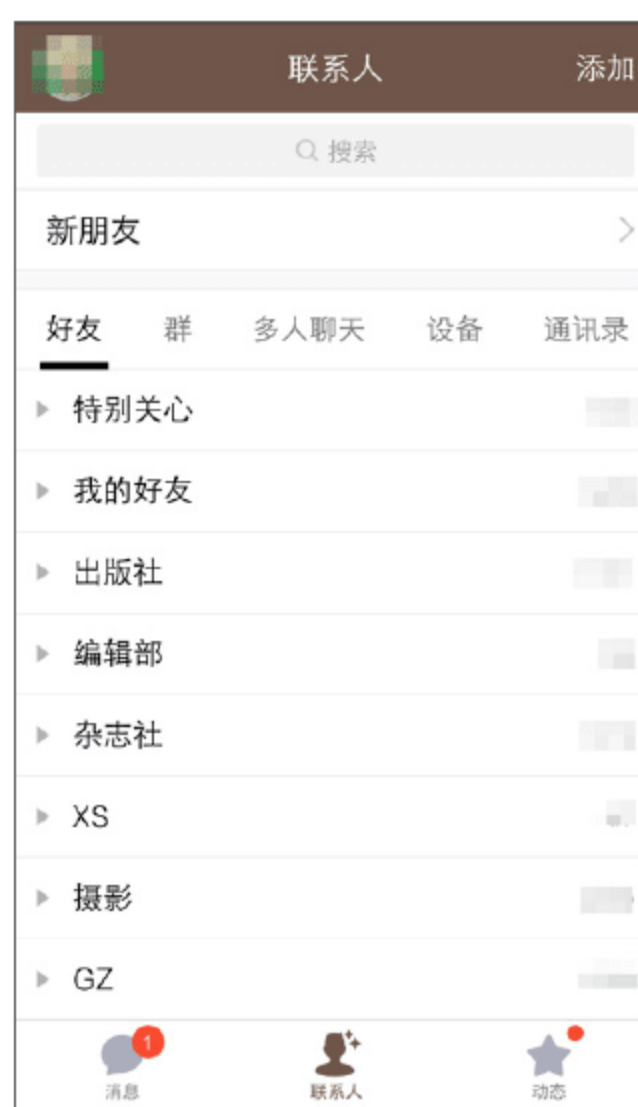 联系人 添加
搜索
新朋友
好友 群 多人聊天 设备 通讯录
特别关心
我的好友
出版社
编辑部
杂志社
XS
摄影
GZ
1
消息 联系人 动态